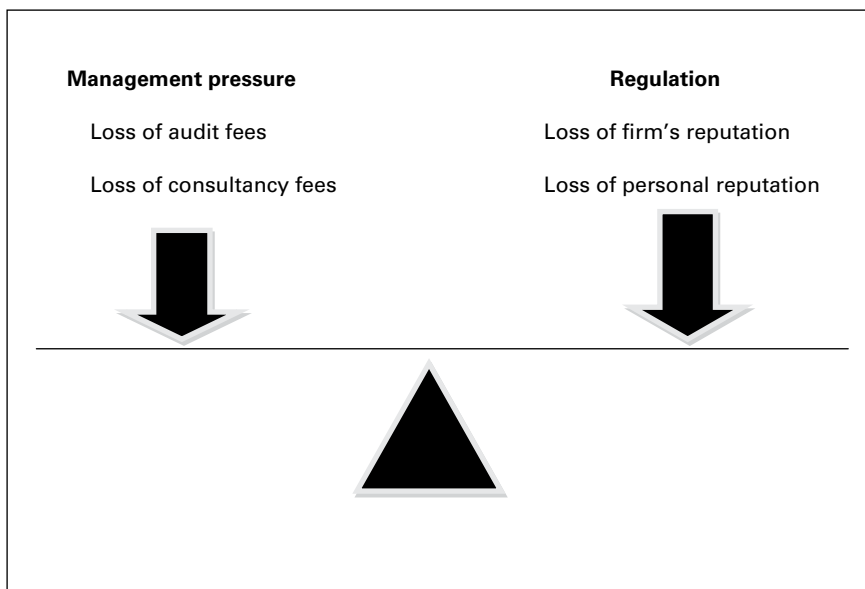 Management pressure
Loss of audit fees
Loss of consultancy fees
Regulation
Loss of firm's reputation
Loss of personal reputation